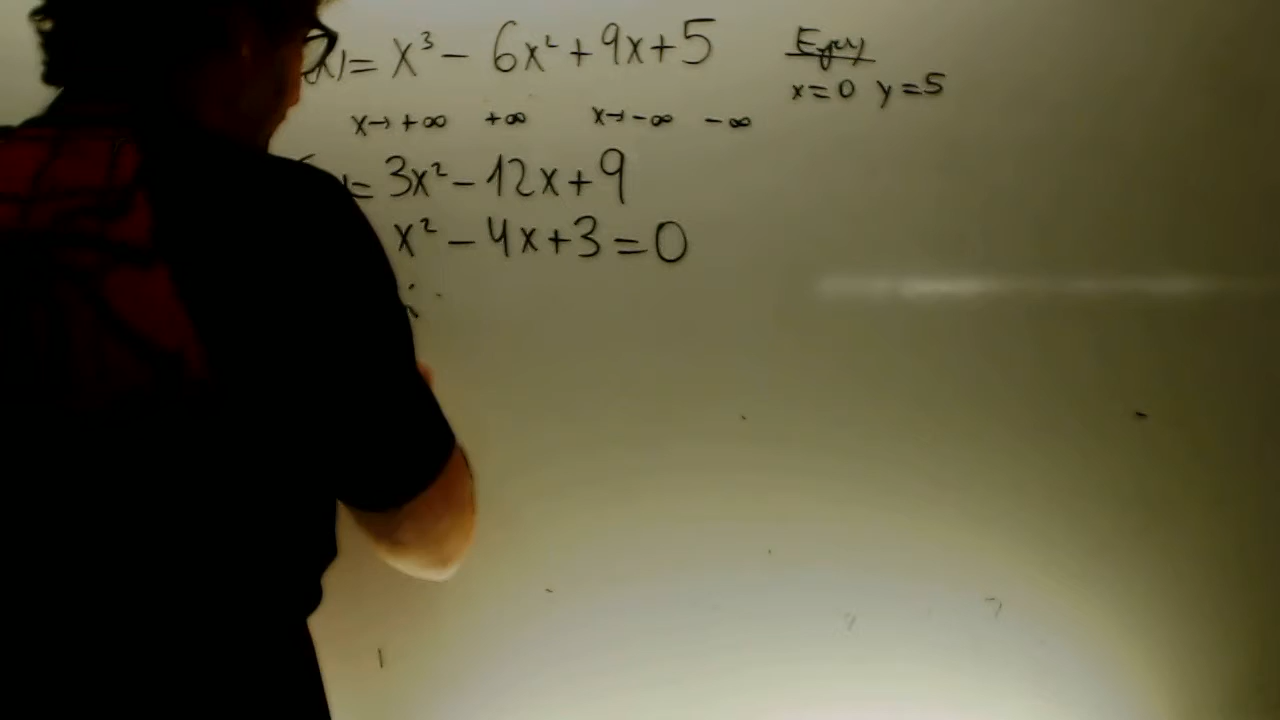 (x)= x³ - 6x² + 9x + 5
x=0 y=5
x→ +∞ +∞ x→ -∞ -∞
= 3x² - 12x + 9
x² - 4x + 3 = 0